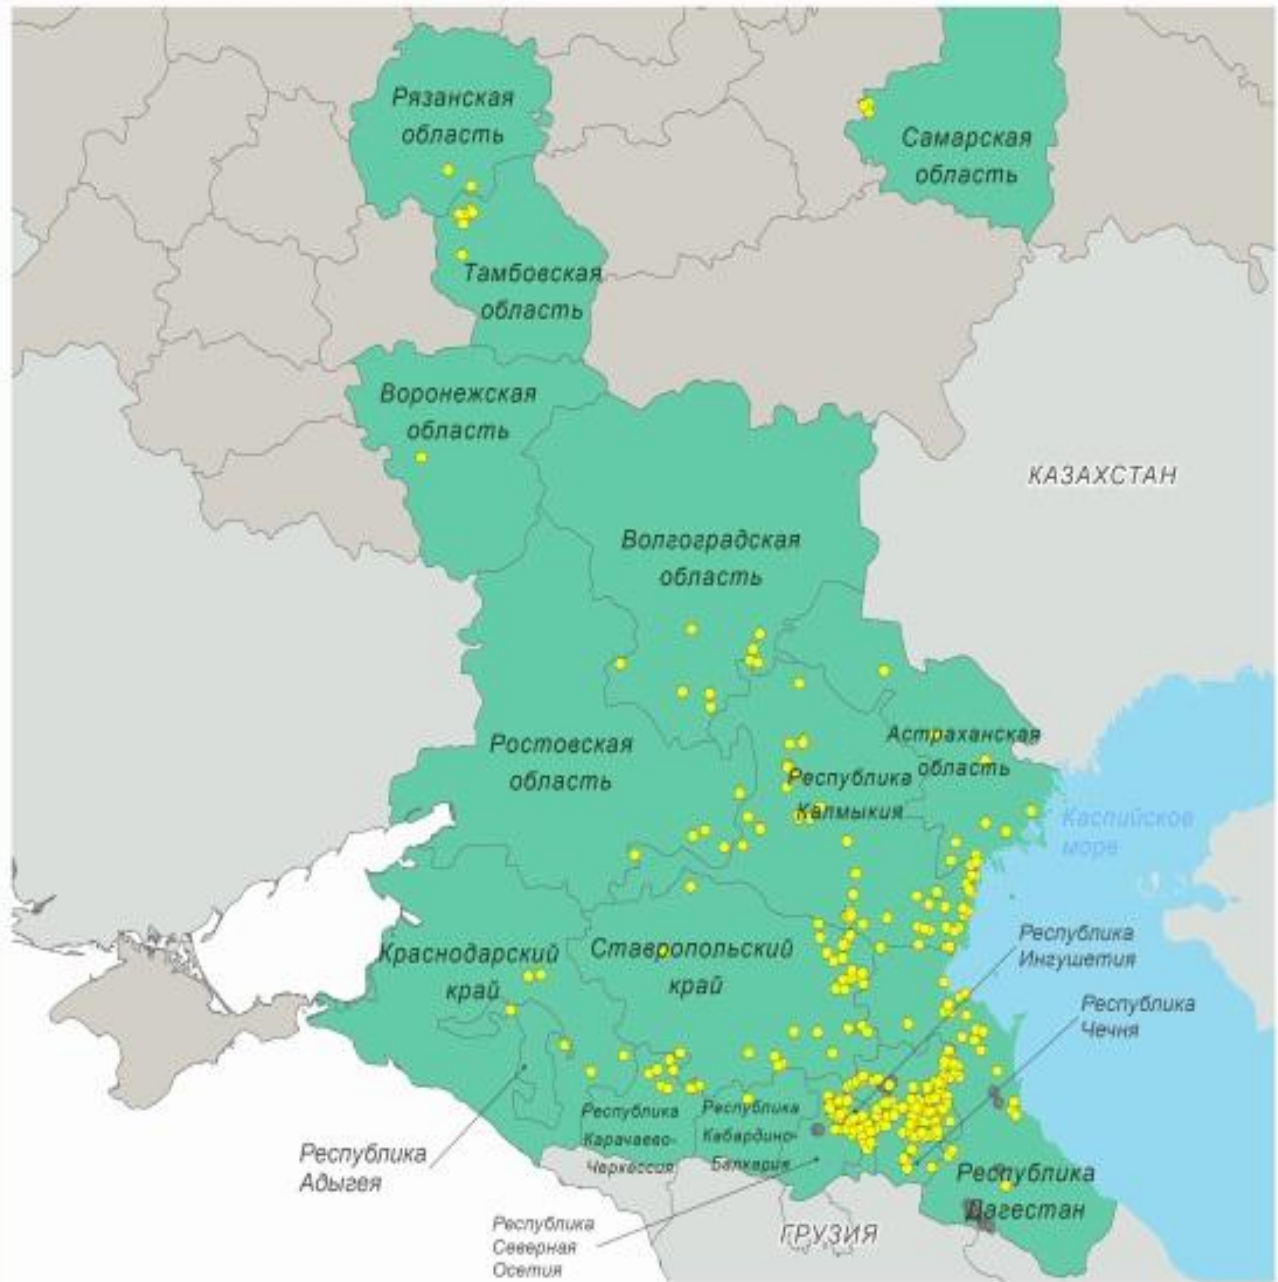 Рязанская
область
Самарская
область
Тамбовская
область
Воронежская
область
КАЗАХСТАН
Волгоградская
область
Ростовская
область
Астраханская
область
Республика
Калмыкия
Каспийское
море
Краснодарский
край
Ставропольский
край
Республика
Ингушетия
Республика
Чечня
Республика
Адыгея
Республика
Карачаево-
Черкессия
Республика
Кабардино-
Балкария
Республика
Северная
Осетия
ГРУЗИЯ
Республика
Дагестан